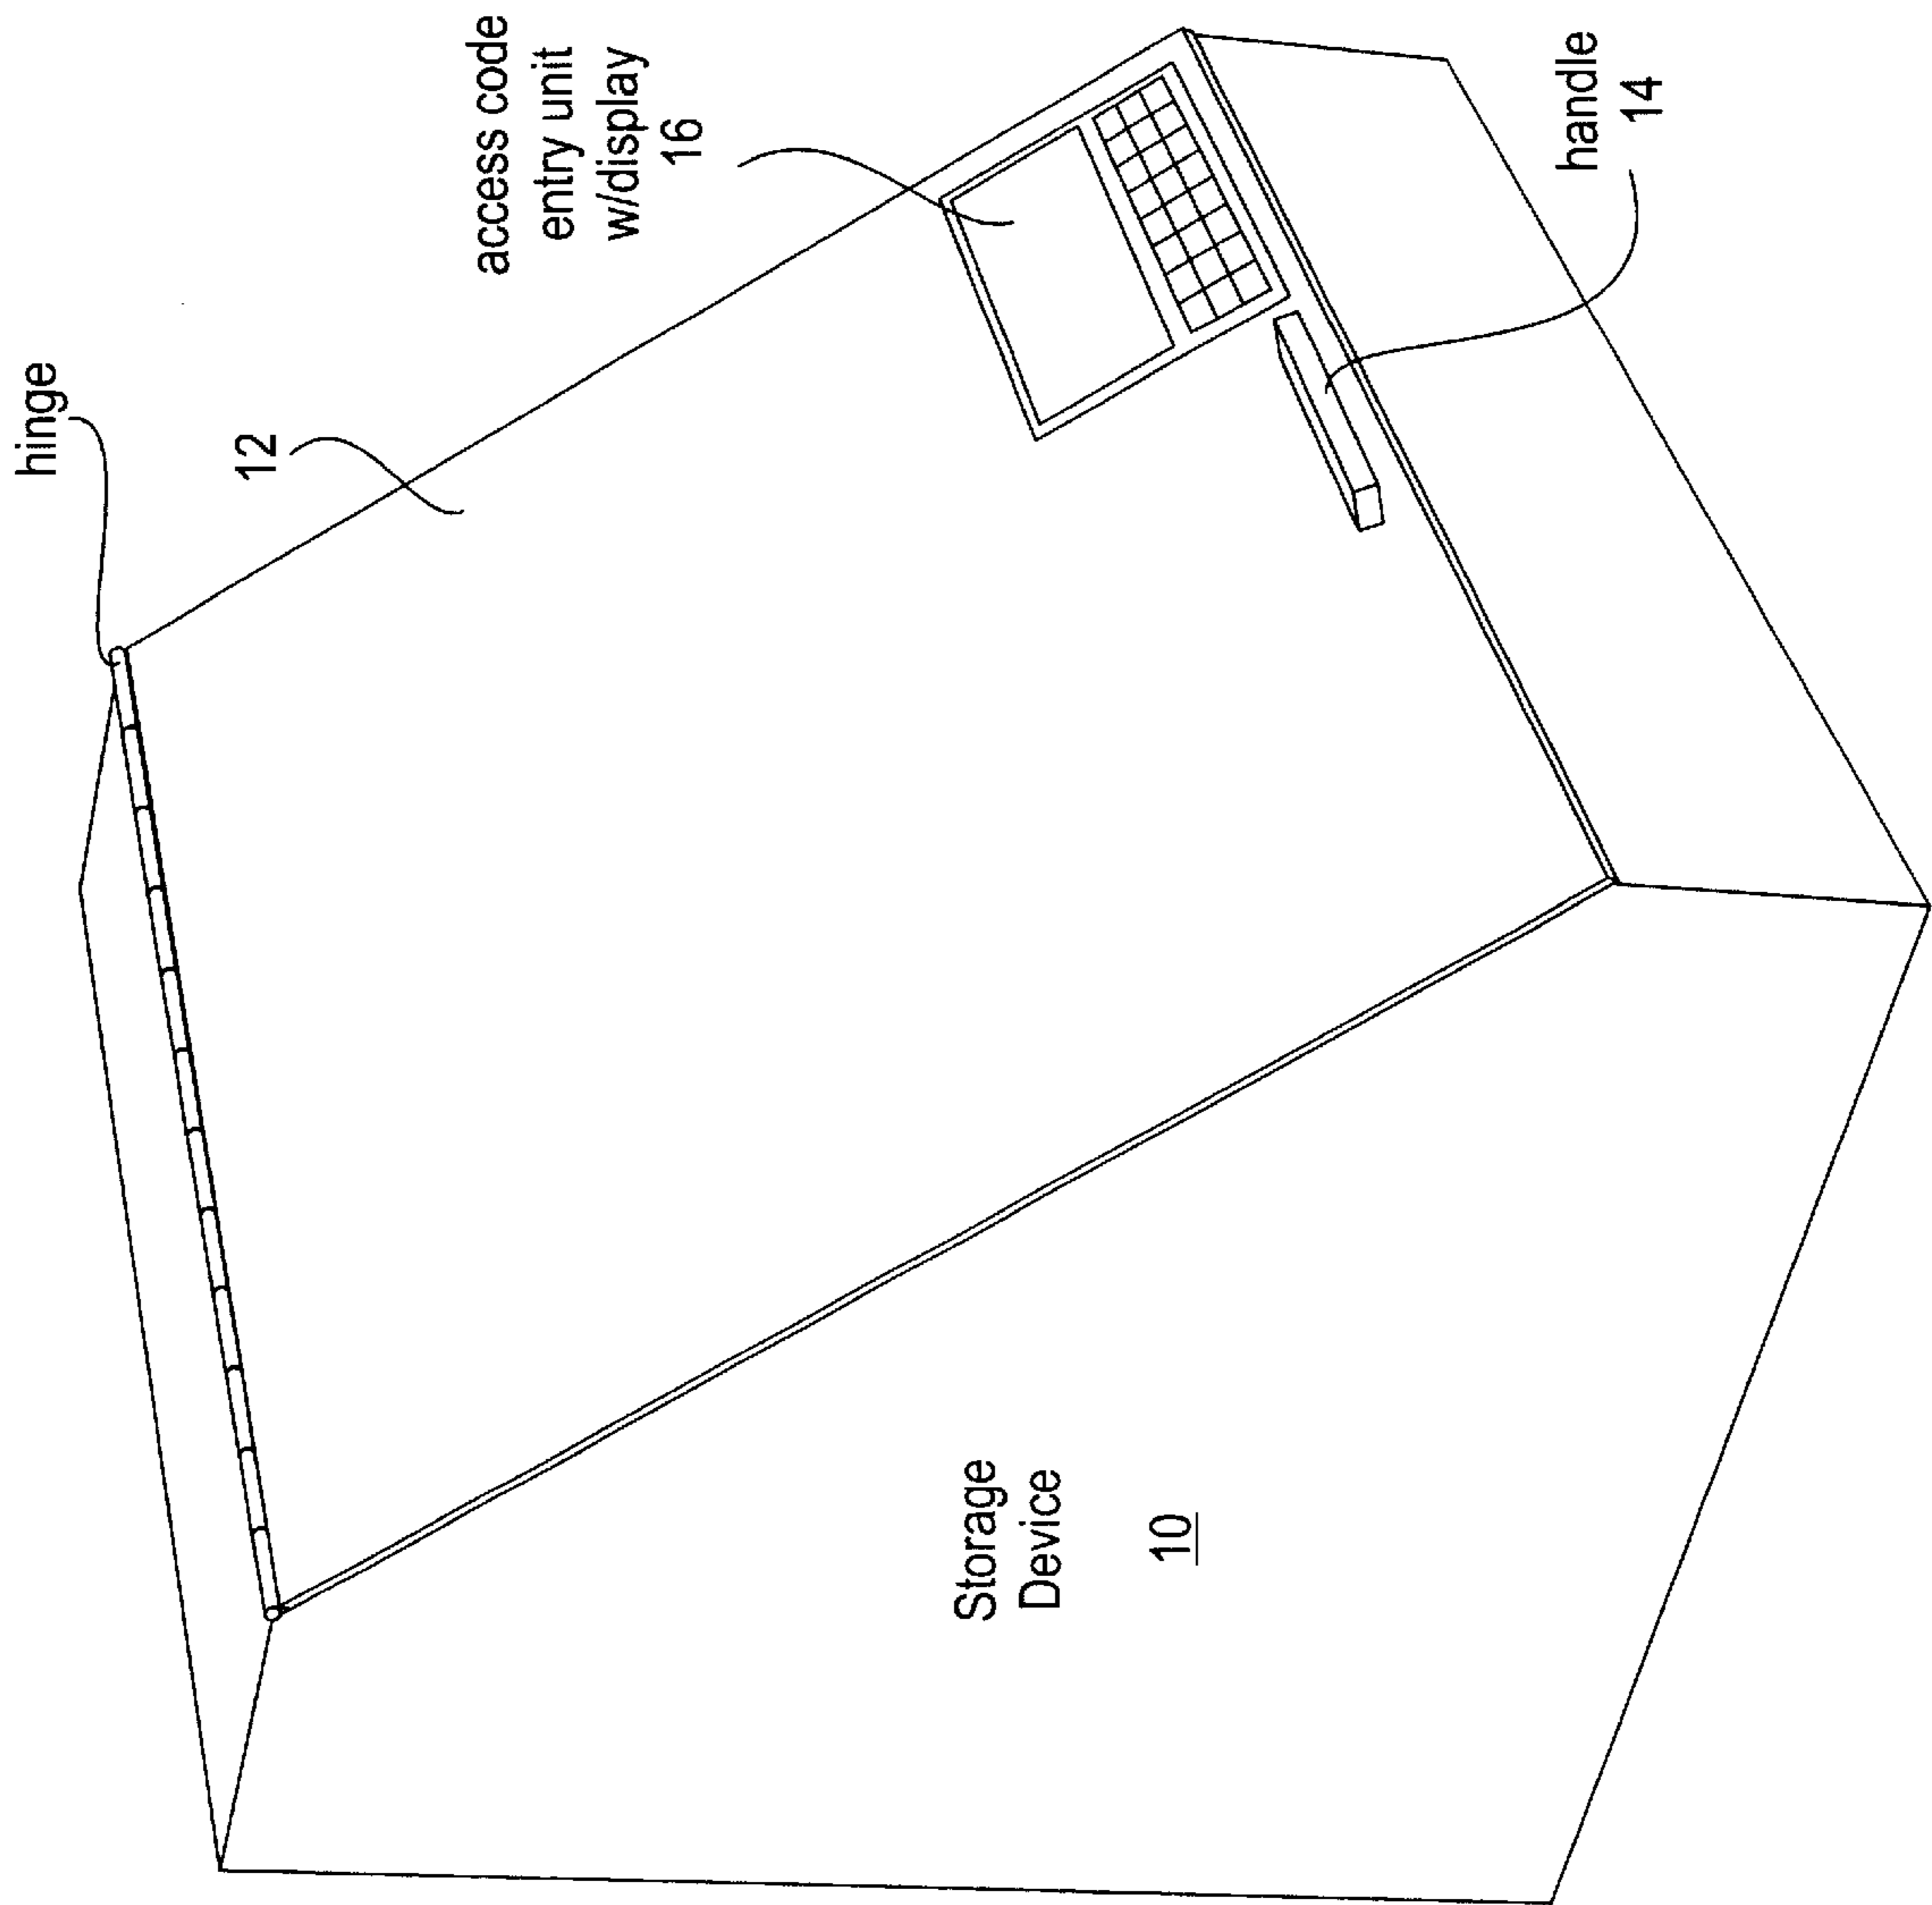 hinge
12
access code
entry unit
w/display
16
handle
14
Storage
Device
10